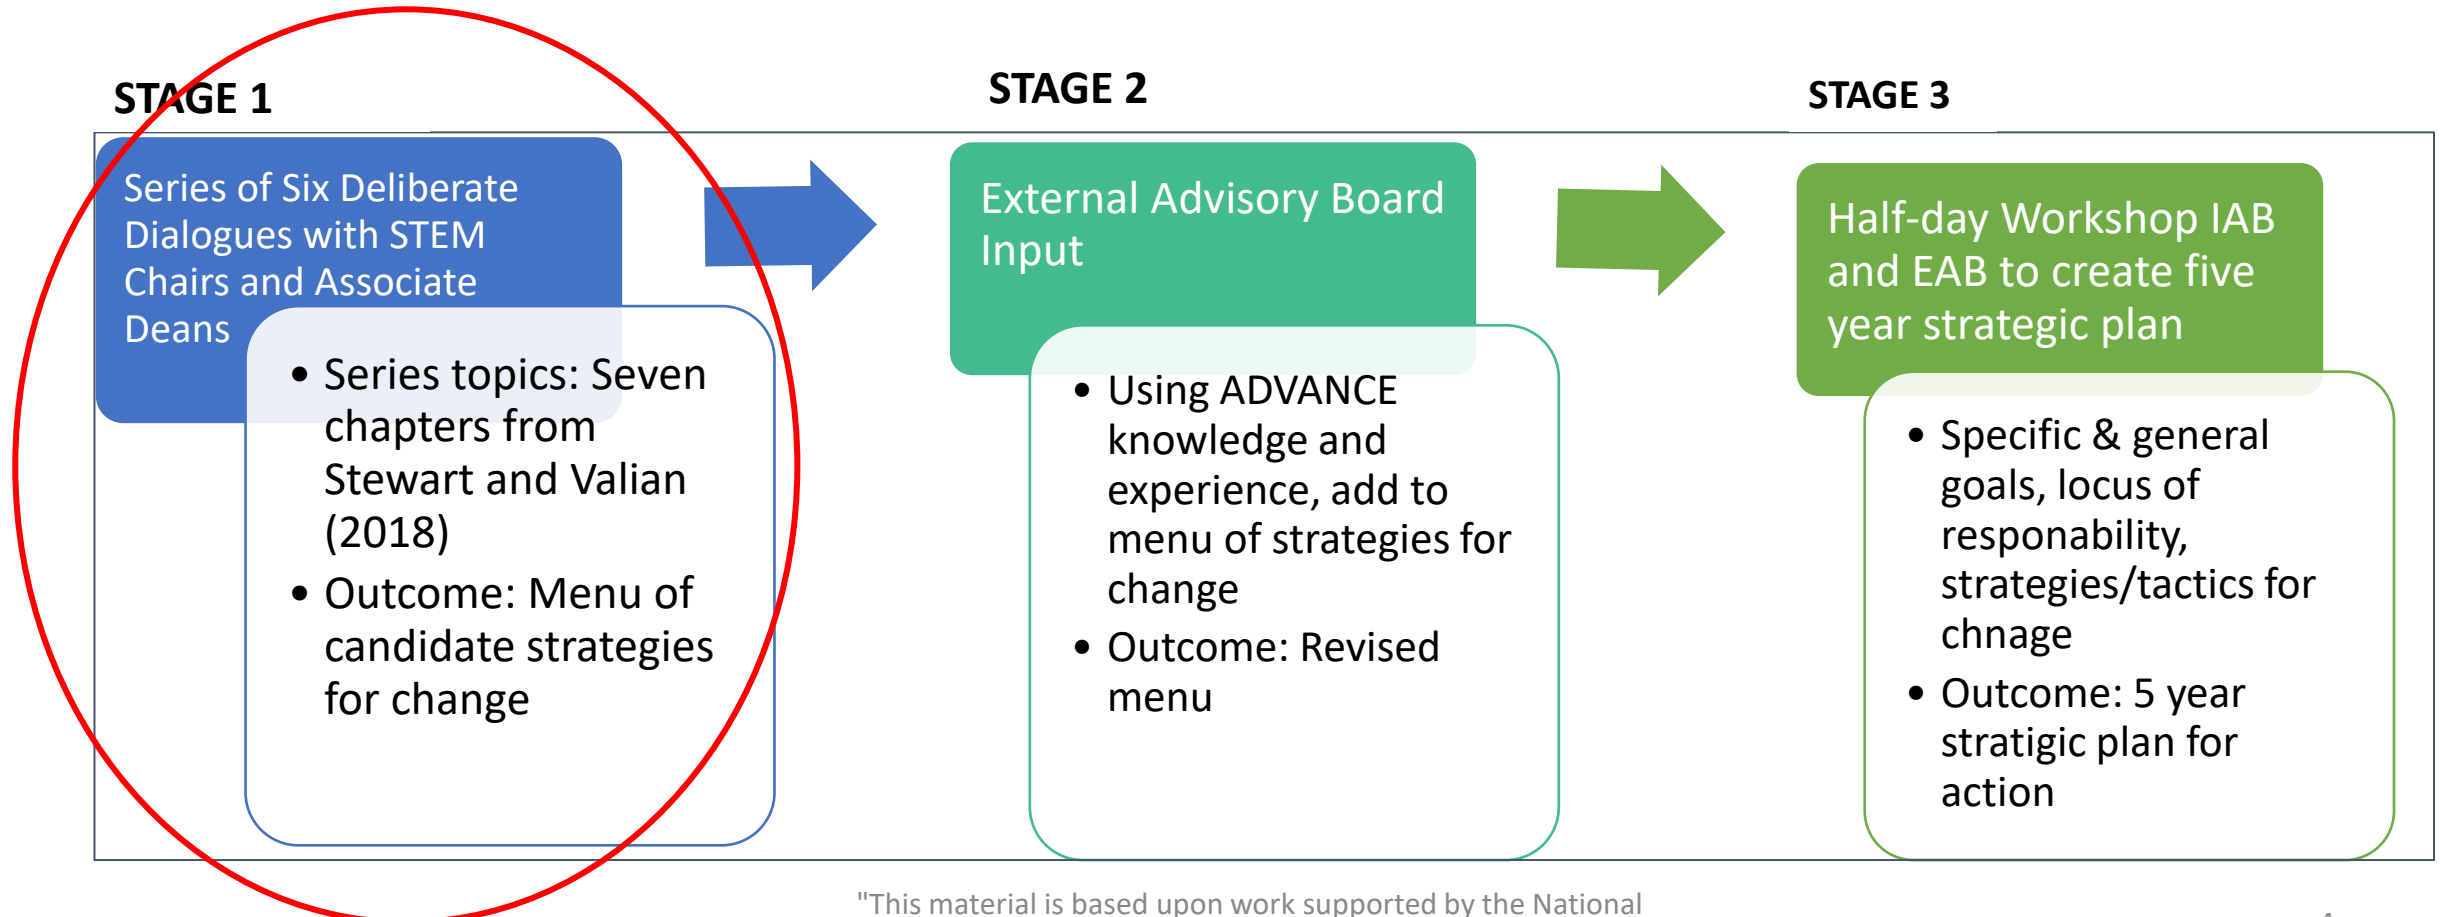 STAGE 1
Series of Six Deliberate
Dialogues with STEM
Chairs and Associate
Deans
• Series topics: Seven
chapters from
Stewart and Valian
(2018)
• Outcome: Menu of
candidate strategies
for change
STAGE 2
External Advisory Board
Input
• Using ADVANCE
knowledge and
experience, add to
menu of strategies for
change
• Outcome: Revised
menu
STAGE 3
Half-day Workshop IAB
and EAB to create five
year strategic plan
• Specific & general
goals, locus of
responability,
strategies/tactics for
chnage
• Outcome: 5 year
stratigic plan for
action
"This material is based upon work supported by the National